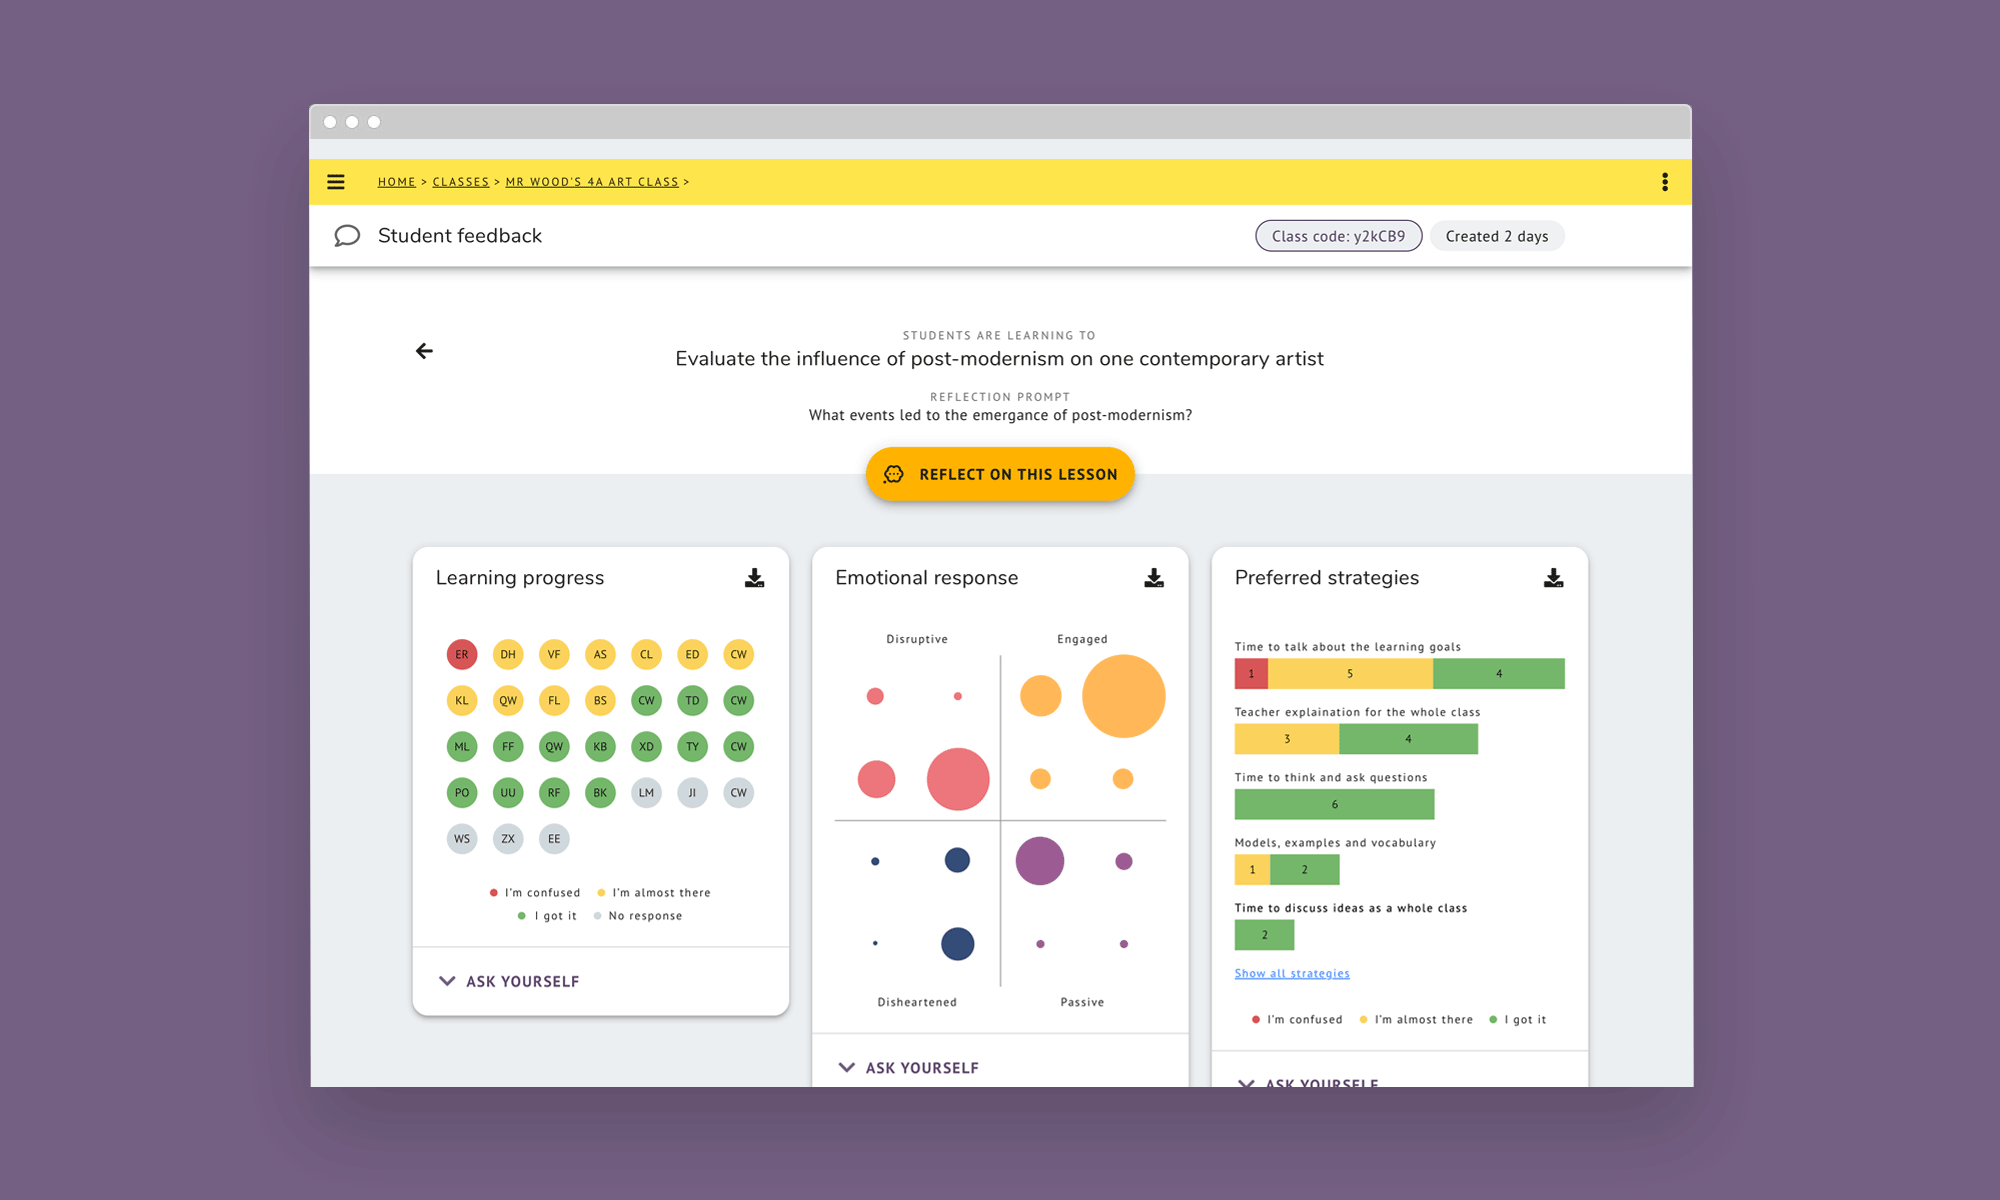 HOME > CLASSES > MR WOOD'S 4A ART CLASS >
Student feedback
Class code: y2kCB9
Created 2 days
STUDENTS ARE LEARNING TO
Evaluate the influence of post-modernism on one contemporary artist
REFLECTION PROMPT
What events led to the emergance of post-modernism?
REFLECT ON THIS LESSON
Learning progress
ER DH VF AS CL ED CW
KL QW FL BS CW TD CW
ML FF QW KB XD TY CW
PO UU RF BK LM JI CW
WS ZX EE
I'm confused I'm almost there
I got it No response
ASK YOURSELF
Emotional response
Disruptive Engaged
Disheartened Passive
ASK YOURSELF
Preferred strategies
Time to talk about the learning goals
1 5 4
Teacher explaination for the whole class
3 4
Time to think and ask questions
6
Models, examples and vocabulary
1 2
Time to discuss ideas as a whole class
2
Show all strategies
I'm confused I'm almost there I got it
ASK YOURSELF